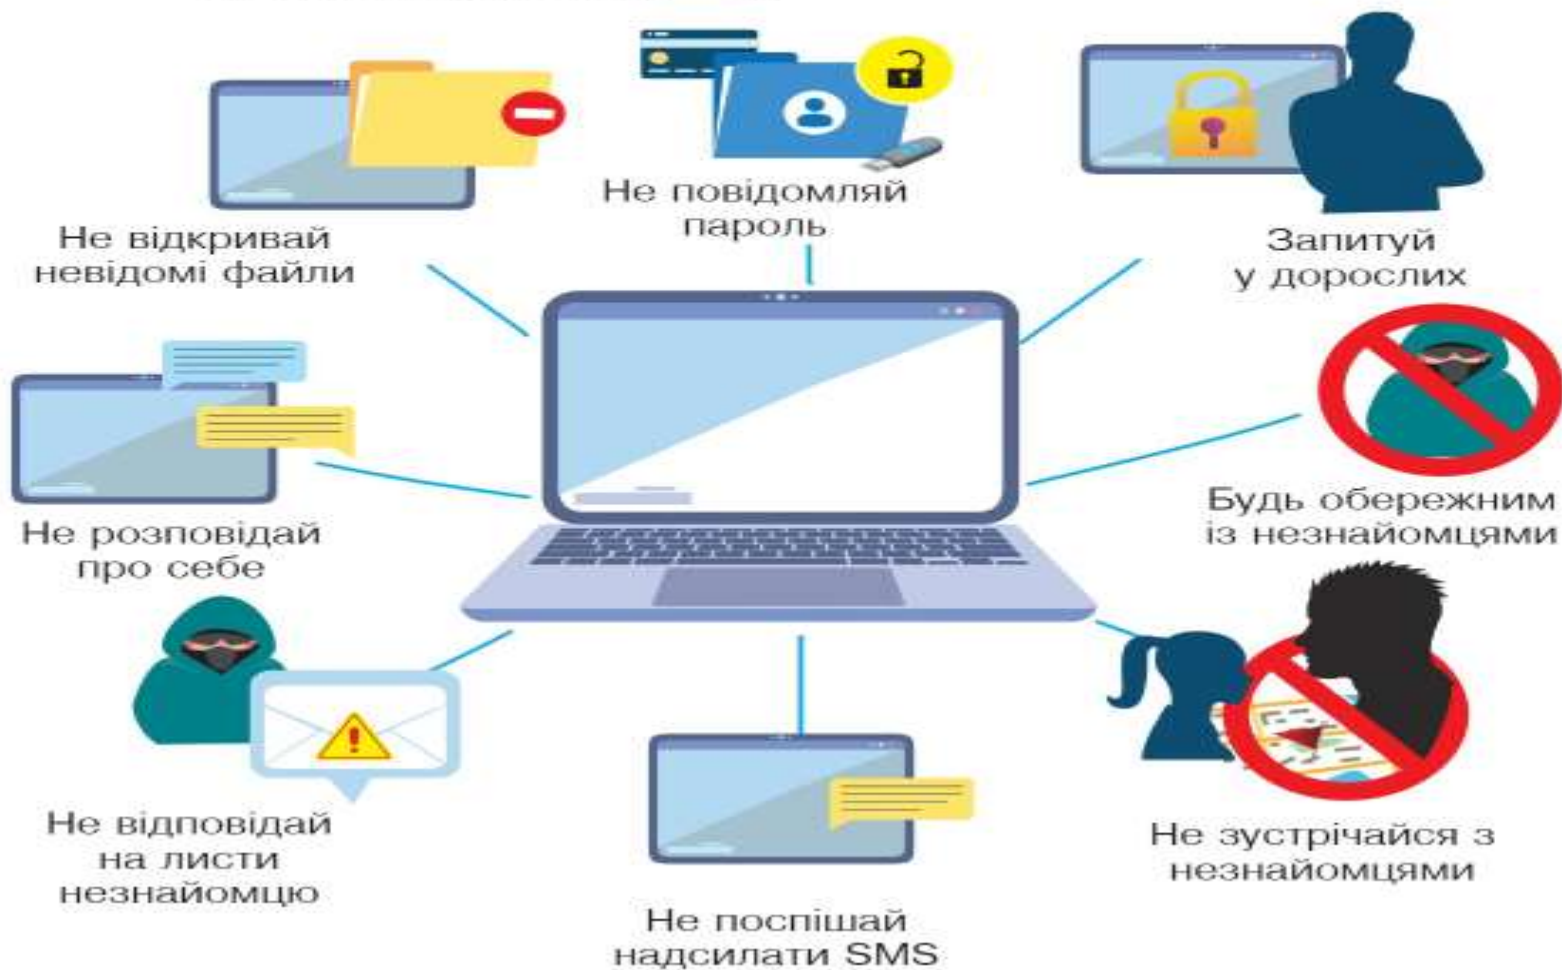 Не повідомляй
пароль
Не відкривай
невідомі файли
Запитуй
у дорослих
Не розповідай
про себе
Будь обережним
із незнайомцями
Не відповідай
на листи
незнайомцю
Не поспішай
надсилати SMS
Не зустрічайся з
незнайомцями